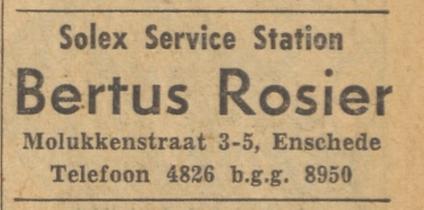 Solex Service Station
Bertus Rosier
Molukkenstraat 3-5, Enschede
Telefoon 4826 b.g.g. 8950